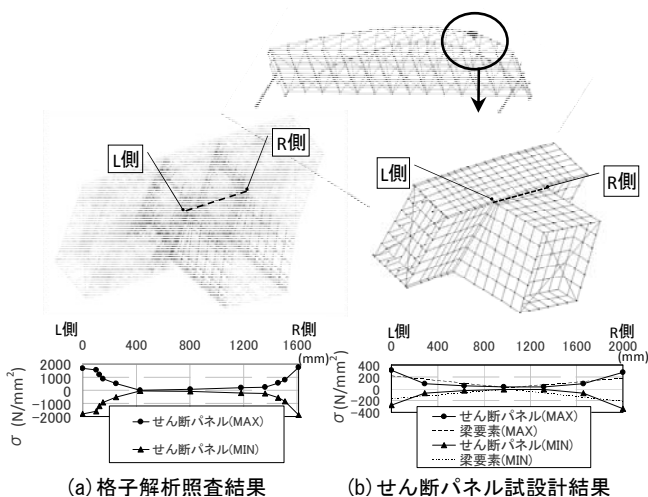 L側
R側
L側
R側
L側
R側
0 400 800 1200 1600
(mm)
2000
1000
0
-1000
-2000
σ (N/mm²)
せん断パネル(MAX)
せん断パネル(MIN)
(a)格子解析照査結果
L側
R側
0 400 800 1200 1600 2000
(mm)
400
200
0
-200
-400
σ (N/mm²)
せん断パネル(MAX)
梁要素(MAX)
せん断パネル(MIN)
梁要素(MIN)
(b)せん断パネル試設計結果